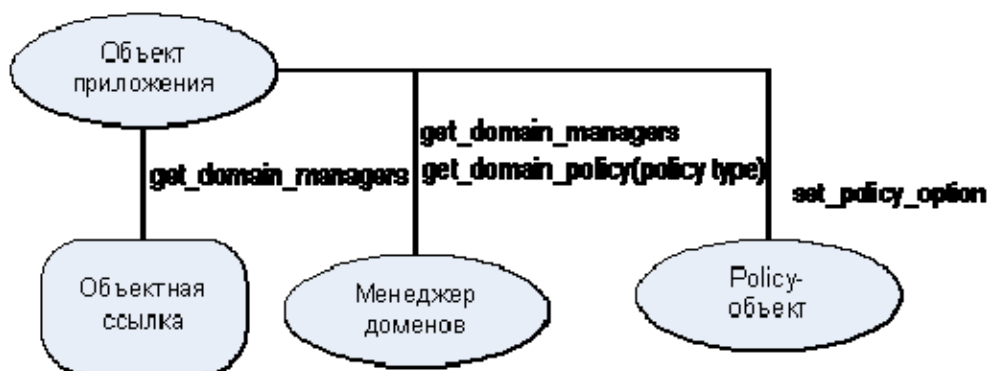 Объект
приложения
get_domain_managers
get_domain_managers
get_domain_policy(policy type)
set_policy_option
Объектная
ссылка
Менеджер
доменов
Policy-
объект